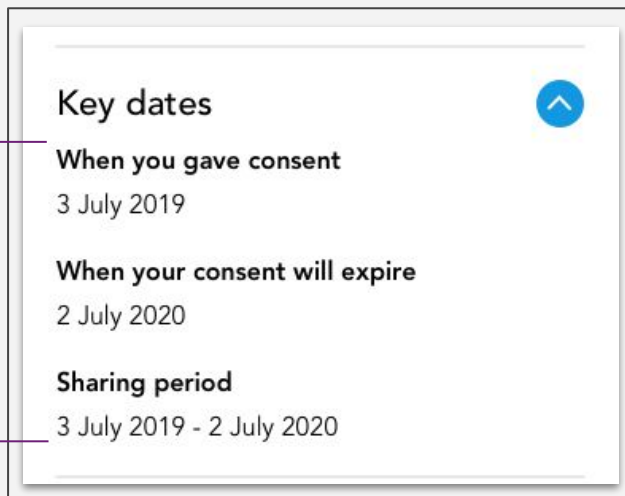 Key dates
When you gave consent
3 July 2019
When your consent will expire
2 July 2020
Sharing period
3 July 2019 - 2 July 2020